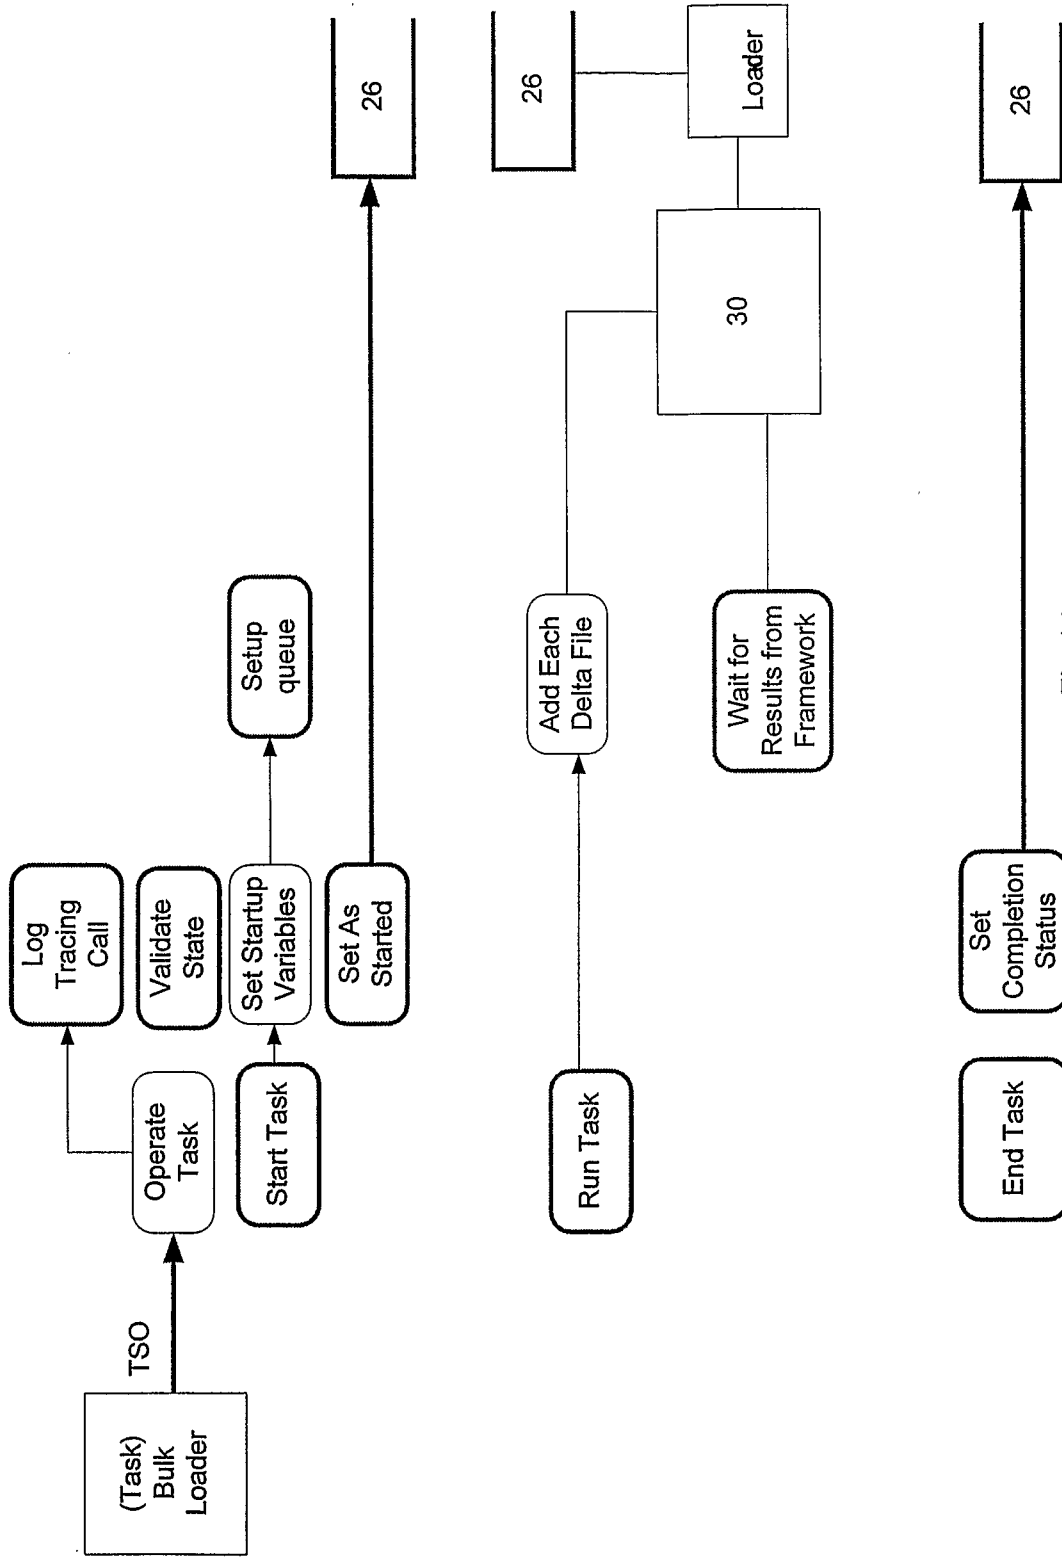 (Task)
Bulk
Loader
TSO
Operate
Task
Log
Tracing
Call
Validate
State
Start Task
Set Startup
Variables
Setup
queue
Set As
Started
26
Run Task
Add Each
Delta File
Wait for
Results from
Framework
30
Loader
26
End Task
Set
Completion
Status
26